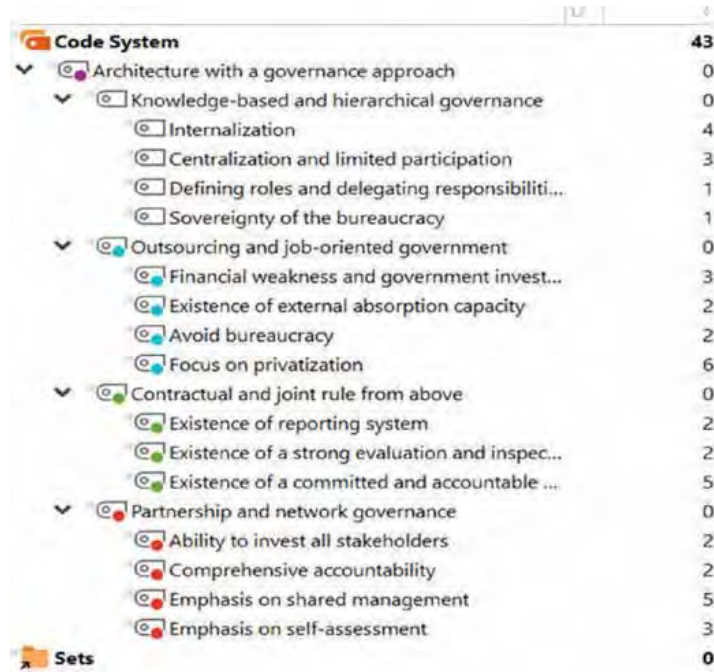 Code System 43
Architecture with a governance approach 0
Knowledge-based and hierarchical governance 0
Internalization 4
Centralization and limited participation 3
Defining roles and delegating responsibiliti... 1
Sovereignty of the bureaucracy 1
Outsourcing and job-oriented government 0
Financial weakness and government invest... 3
Existence of external absorption capacity 2
Avoid bureaucracy 2
Focus on privatization 6
Contractual and joint rule from above 0
Existence of reporting system 2
Existence of a strong evaluation and inspec... 2
Existence of a committed and accountable ... 5
Partnership and network governance 0
Ability to invest all stakeholders 2
Comprehensive accountability 2
Emphasis on shared management 5
Emphasis on self-assessment 3
Sets 0